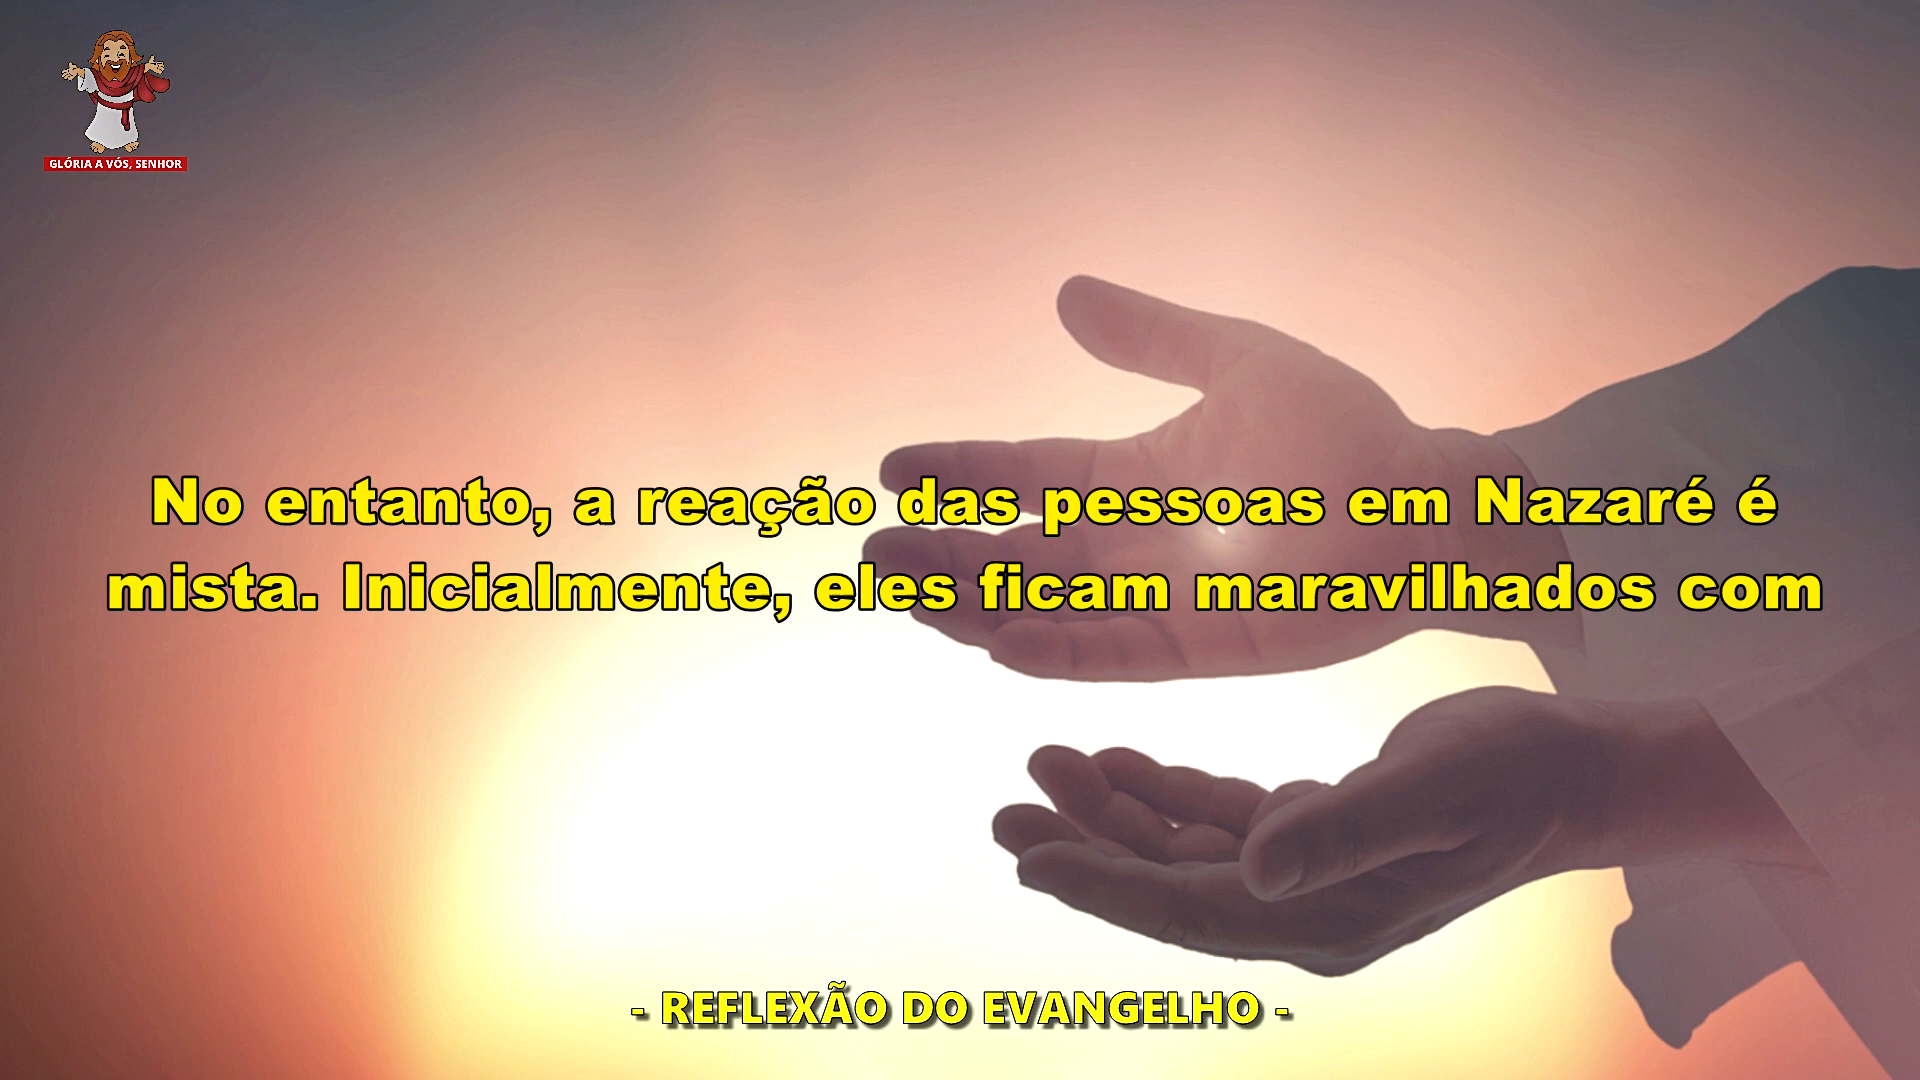 GLÓRIA A VÓS, SENHOR
No entanto, a reação das pessoas em Nazaré é
mista. Inicialmente, eles ficam maravilhados com
- REFLEXÃO DO EVANGELHO -